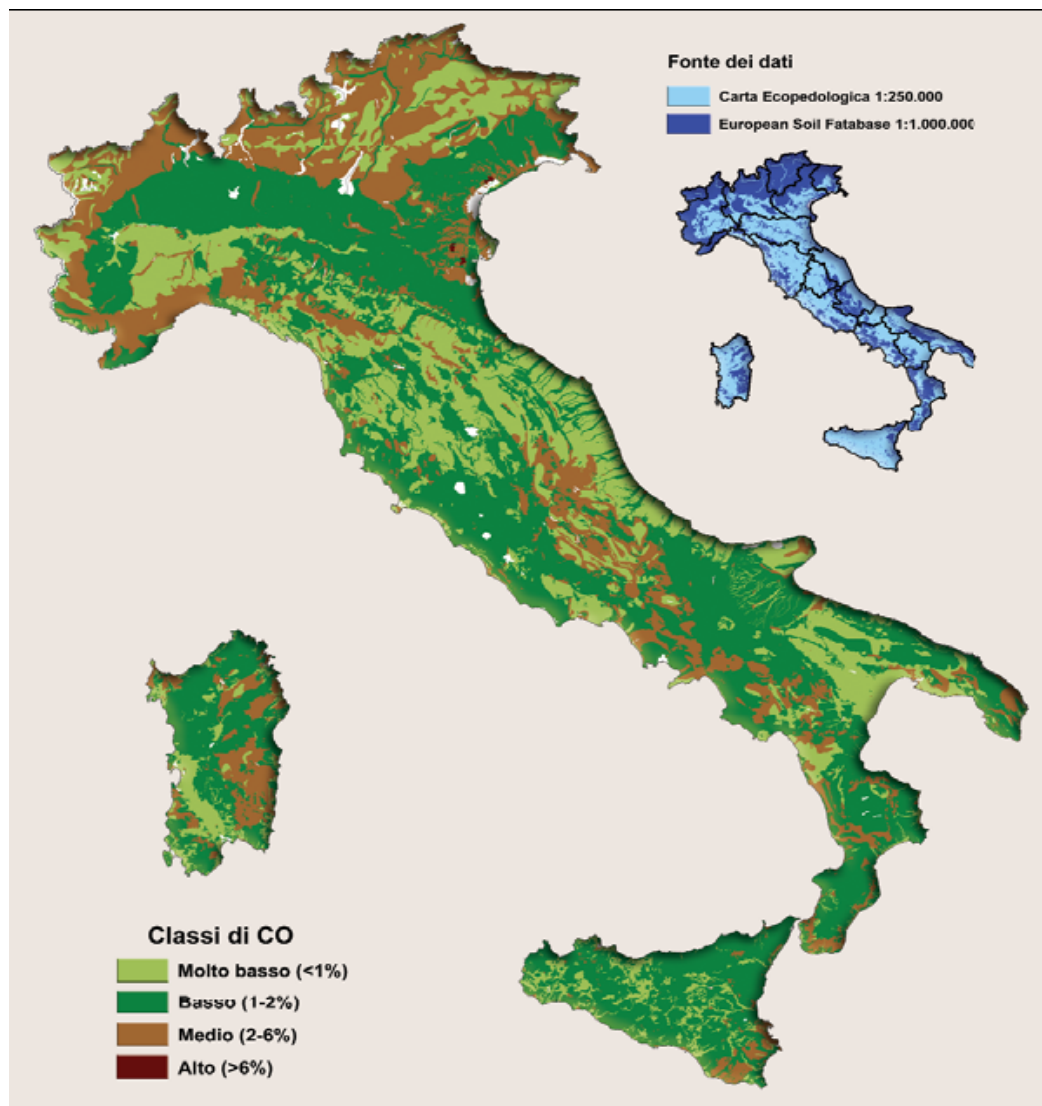 Fonte dei dati
Carta Ecopedologica 1:250.000
European Soil Fatabase 1:1.000.000
Classi di CO
Molto basso (<1%)
Basso (1-2%)
Medio (2-6%)
Alto (>6%)